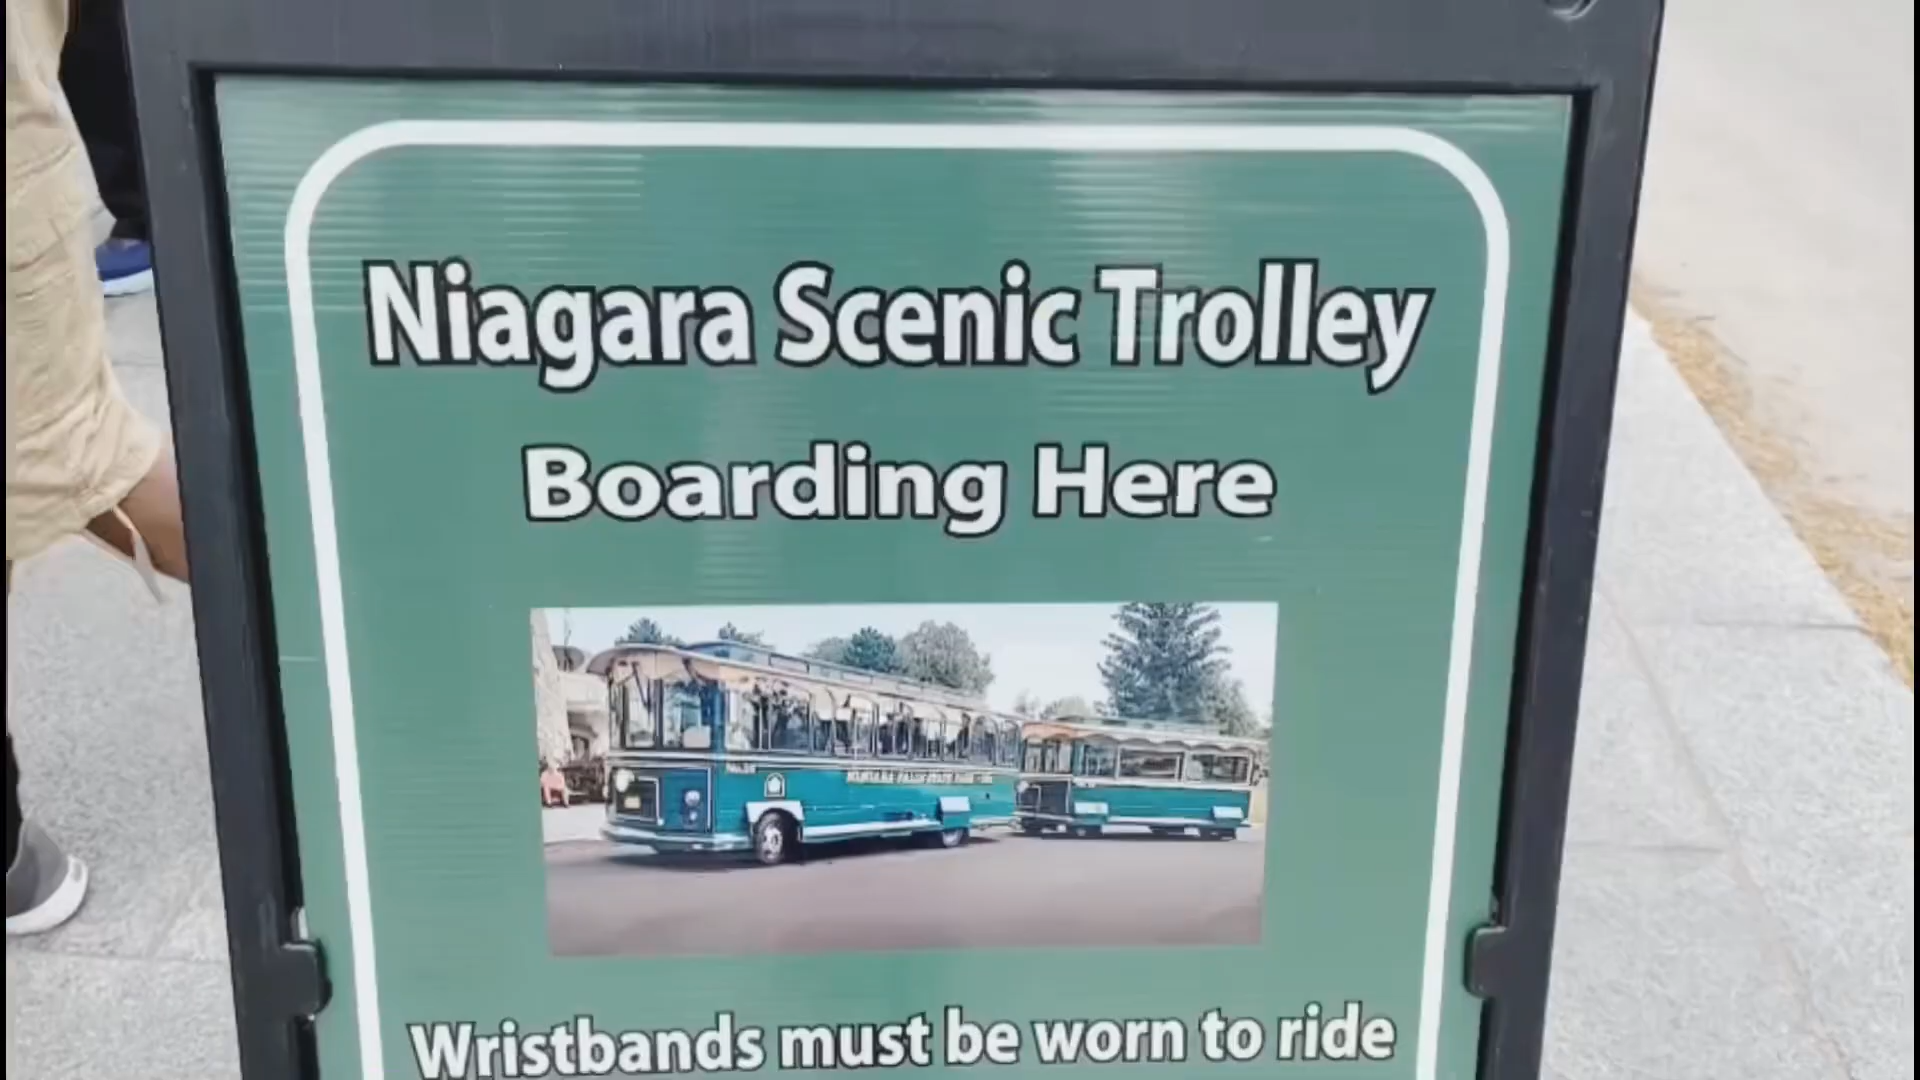 Niagara Scenic Trolley
Boarding Here
Wristbands must be worn to ride